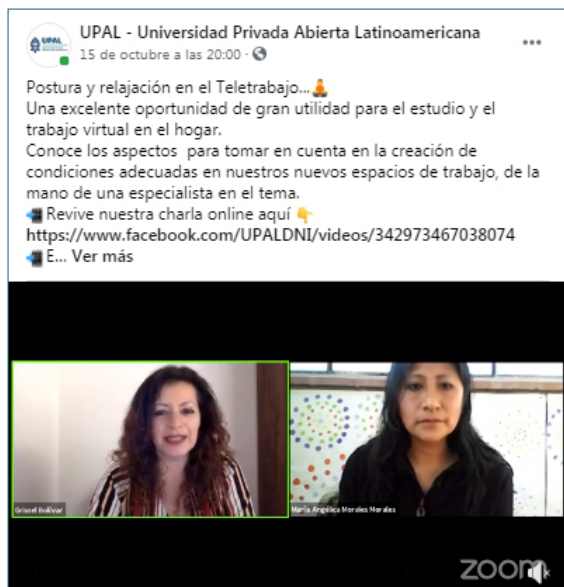 UPAL
UPAL - Universidad Privada Abierta Latinoamericana
15 de octubre a las 20:00 ·
Postura y relajación en el Teletrabajo...
Una excelente oportunidad de gran utilidad para el estudio y el
trabajo virtual en el hogar.
Conoce los aspectos para tomar en cuenta en la creación de
condiciones adecuadas en nuestros nuevos espacios de trabajo, de la
mano de una especialista en el tema.
Revive nuestra charla online aquí
https://www.facebook.com/UPALDNI/videos/342973467038074
E... Ver más
Grissel Bolívar
María Angélica Morales Morales
zoom